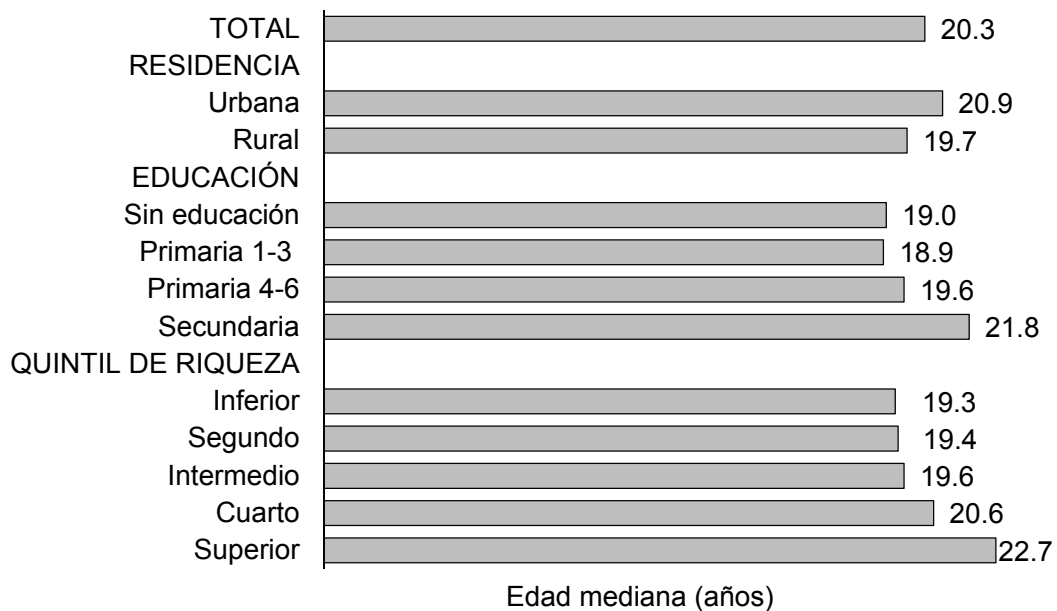 TOTAL 20.3
RESIDENCIA
Urbana 20.9
Rural 19.7
EDUCACIÓN
Sin educación 19.0
Primaria 1-3 18.9
Primaria 4-6 19.6
Secundaria 21.8
QUINTIL DE RIQUEZA
Inferior 19.3
Segundo 19.4
Intermedio 19.6
Cuarto 20.6
Superior 22.7
Edad mediana (años)